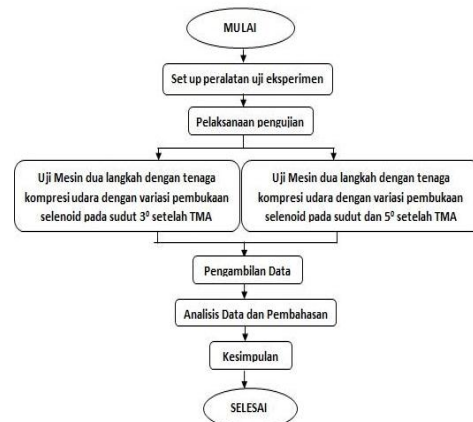 MULAI
Set up peralatan uji eksperimen
Pelaksanaan pengujian
Uji Mesin dua langkah dengan tenaga
kompresi udara dengan variasi pembukaan
selenoid pada sudut 3⁰ setelah TMA
Uji Mesin dua langkah dengan tenaga
kompresi udara dengan variasi pembukaan
selenoid pada sudut dan 5⁰ setelah TMA
Pengambilan Data
Analisis Data dan Pembahasan
Kesimpulan
SELESAI